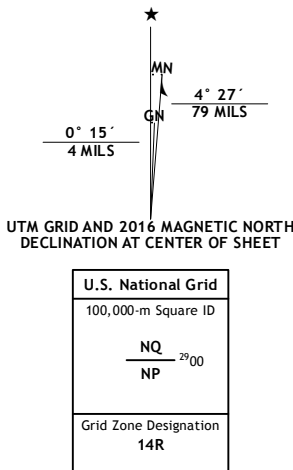 MN
4° 27´
79 MILS
GN
0° 15´
4 MILS
UTM GRID AND 2016 MAGNETIC NORTH
DECLINATION AT CENTER OF SHEET
U.S. National Grid
100,000-m Square ID
NQ
2900
NP
Grid Zone Designation
14R